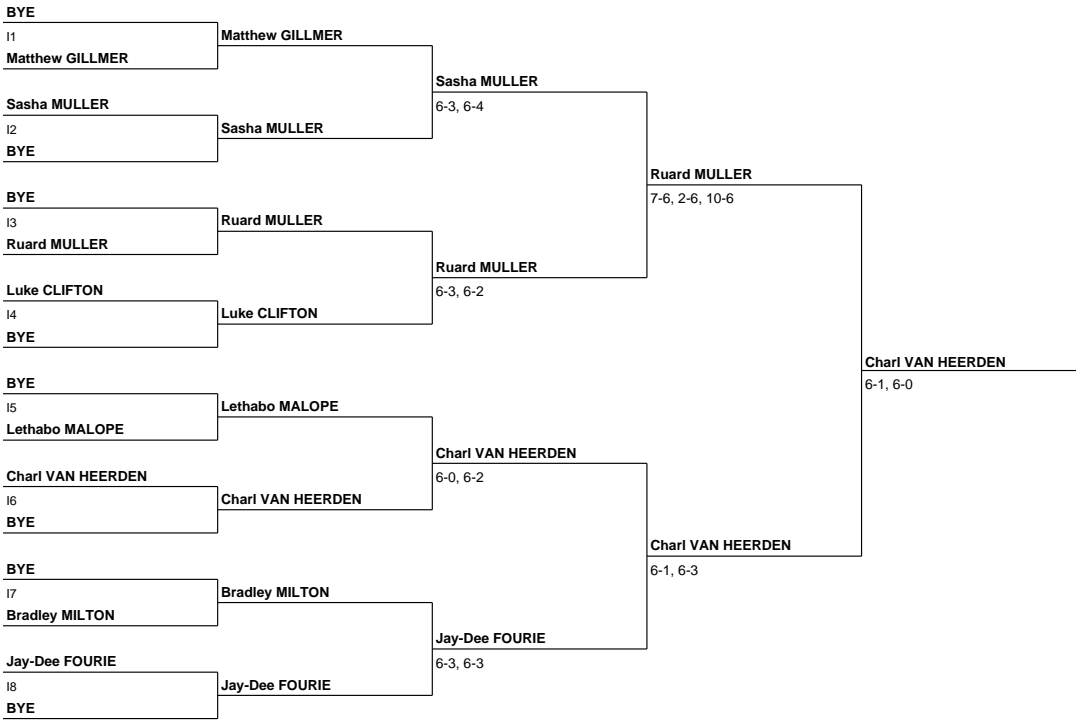 BYE
I1
Matthew GILLMER
Sasha MULLER
I2
BYE
BYE
I3
Ruard MULLER
Luke CLIFTON
I4
BYE
BYE
I5
Lethabo MALOPE
Charl VAN HEERDEN
I6
BYE
BYE
I7
Bradley MILTON
Jay-Dee FOURIE
I8
BYE
Matthew GILLMER
Sasha MULLER
Ruard MULLER
Luke CLIFTON
Lethabo MALOPE
Charl VAN HEERDEN
Bradley MILTON
Jay-Dee FOURIE
Sasha MULLER
6-3, 6-4
Ruard MULLER
6-3, 6-2
Charl VAN HEERDEN
6-0, 6-2
Jay-Dee FOURIE
6-3, 6-3
Ruard MULLER
7-6, 2-6, 10-6
Charl VAN HEERDEN
6-1, 6-3
Charl VAN HEERDEN
6-1, 6-0